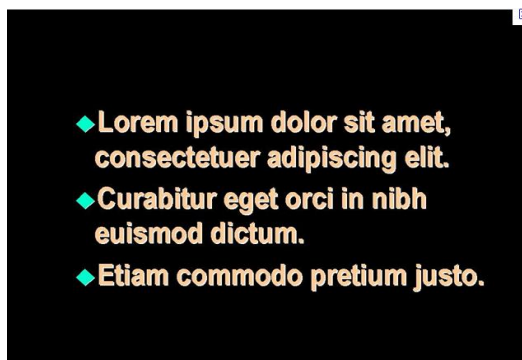 Lorem ipsum dolor sit amet,
consectetuer adipiscing elit.
Curabitur eget orci in nibh
euismod dictum.
Etiam commodo pretium justo.